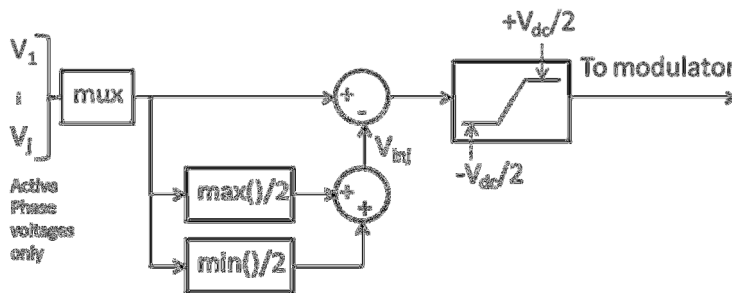 V1
⋮
Vj
Active
Phase
voltages
only
mux
+
-
Vinj
max()/2
min()/2
+
+
+Vdc/2
-Vdc/2
To modulator